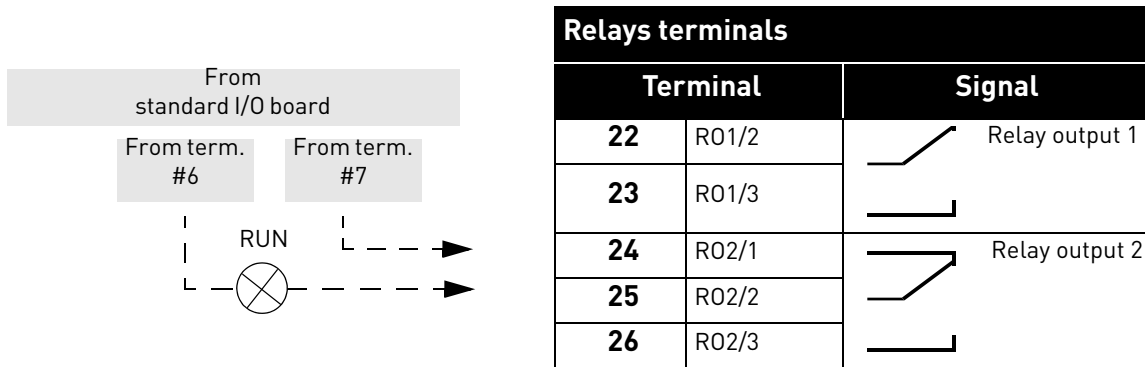 From
standard I/O board
From term.
#6
From term.
#7
RUN
Relays terminals
Terminal Signal
22 RO1/2 Relay output 1
23 RO1/3
24 RO2/1 Relay output 2
25 RO2/2
26 RO2/3